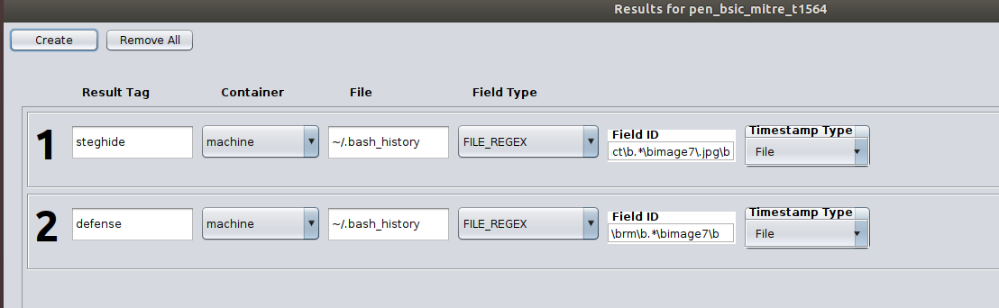 Results for pen_bsic_mitre_t1564
Create Remove All
Result Tag Container File Field Type
1 steghide machine ~/.bash_history FILE_REGEX Field ID ct\b.*\bimage7\.jpg\b Timestamp Type File
2 defense machine ~/.bash_history FILE_REGEX Field ID \brm\b.*\bimage7\b Timestamp Type File